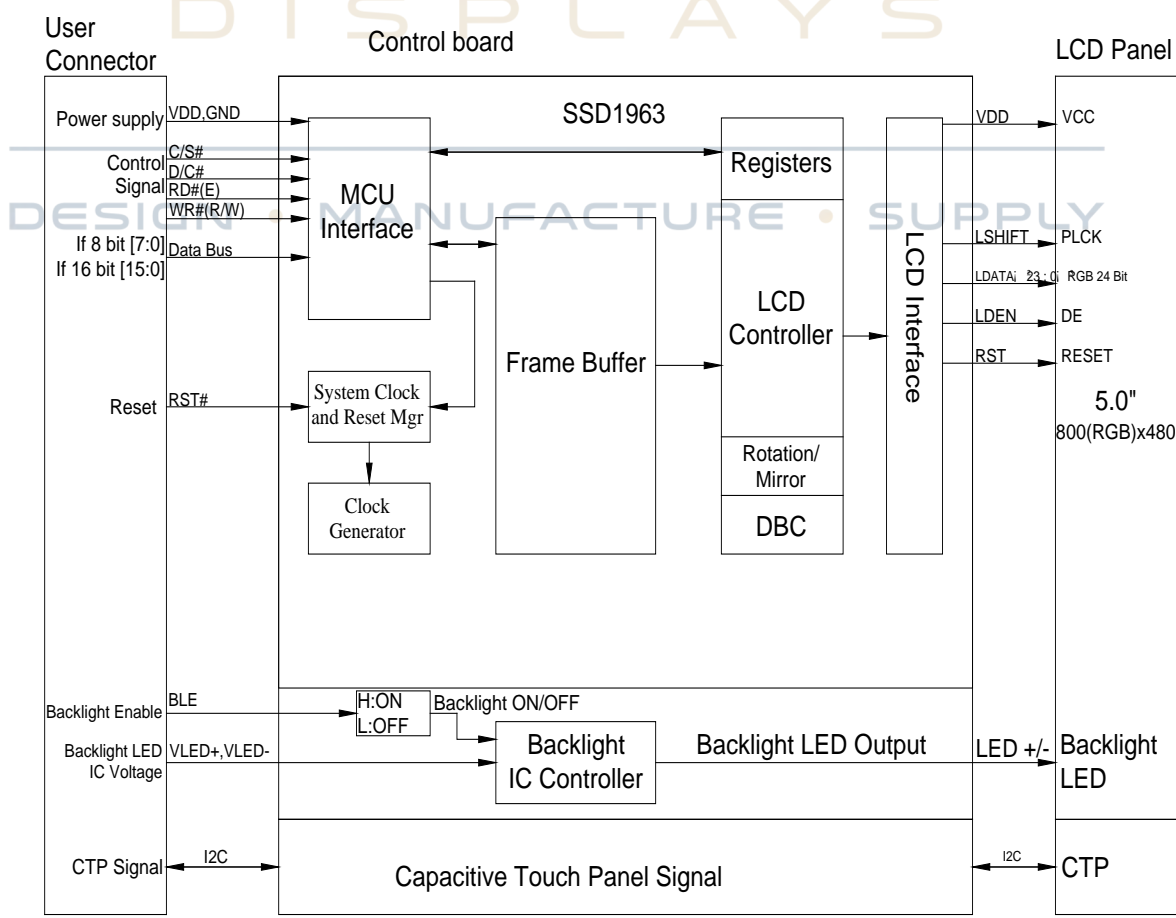 DISPLAYS
User
Connector
Control board
LCD Panel
SSD1963
Power supply
VDD,GND
VDD
VCC
Control
Signal
C/S#
D/C#
RD#(E)
WR#(R/W)
MCU
Interface
Registers
DESIGN • MANUFACTURE • SUPPLY
If 8 bit [7:0]
If 16 bit [15:0]
Data Bus
LCD Interface
LSHIFT
PLCK
RGB 24 Bit
LDEN
DE
RST
RESET
LCD
Controller
Frame Buffer
5.0"
800(RGB)x480
Reset
RST#
System Clock
and Reset Mgr
Clock
Generator
Rotation/
Mirror
DBC
Backlight Enable
BLE
H:ON
L:OFF
Backlight ON/OFF
Backlight LED
IC Voltage
VLED+,VLED-
Backlight
IC Controller
Backlight LED Output
LED +/-
Backlight
LED
CTP Signal
I2C
Capacitive Touch Panel Signal
I2C
CTP